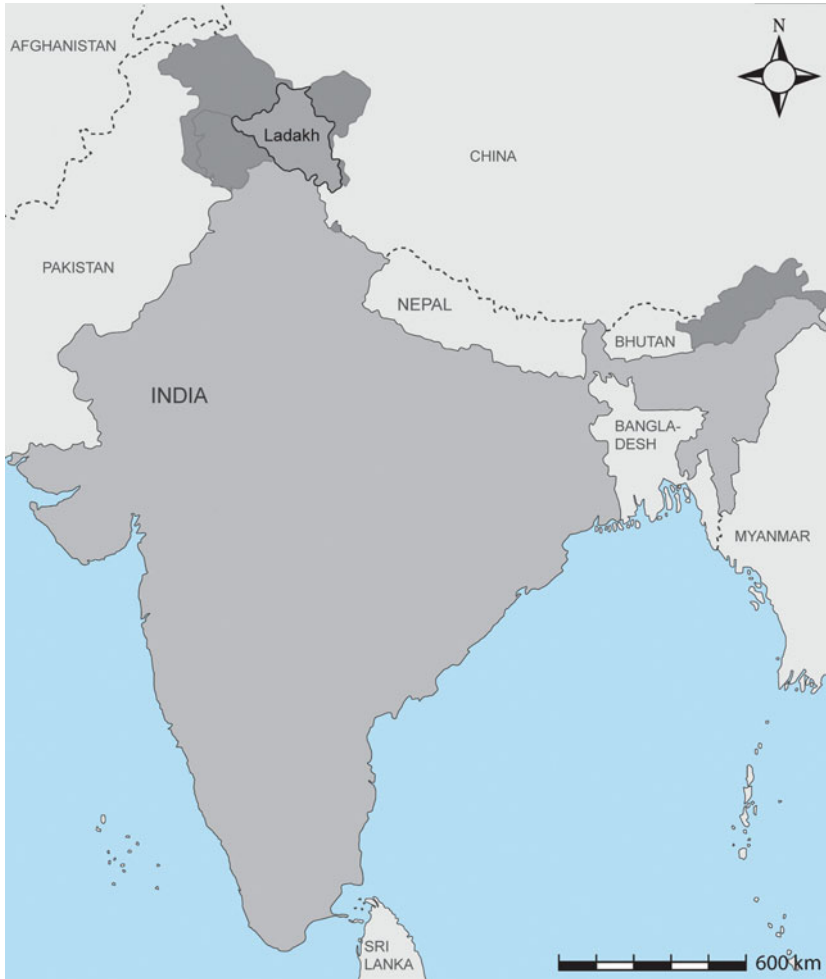 N
AFGHANISTAN
Ladakh
CHINA
PAKISTAN
NEPAL
BHUTAN
INDIA
BANGLA-
DESH
MYANMAR
SRI
LANKA
600 km